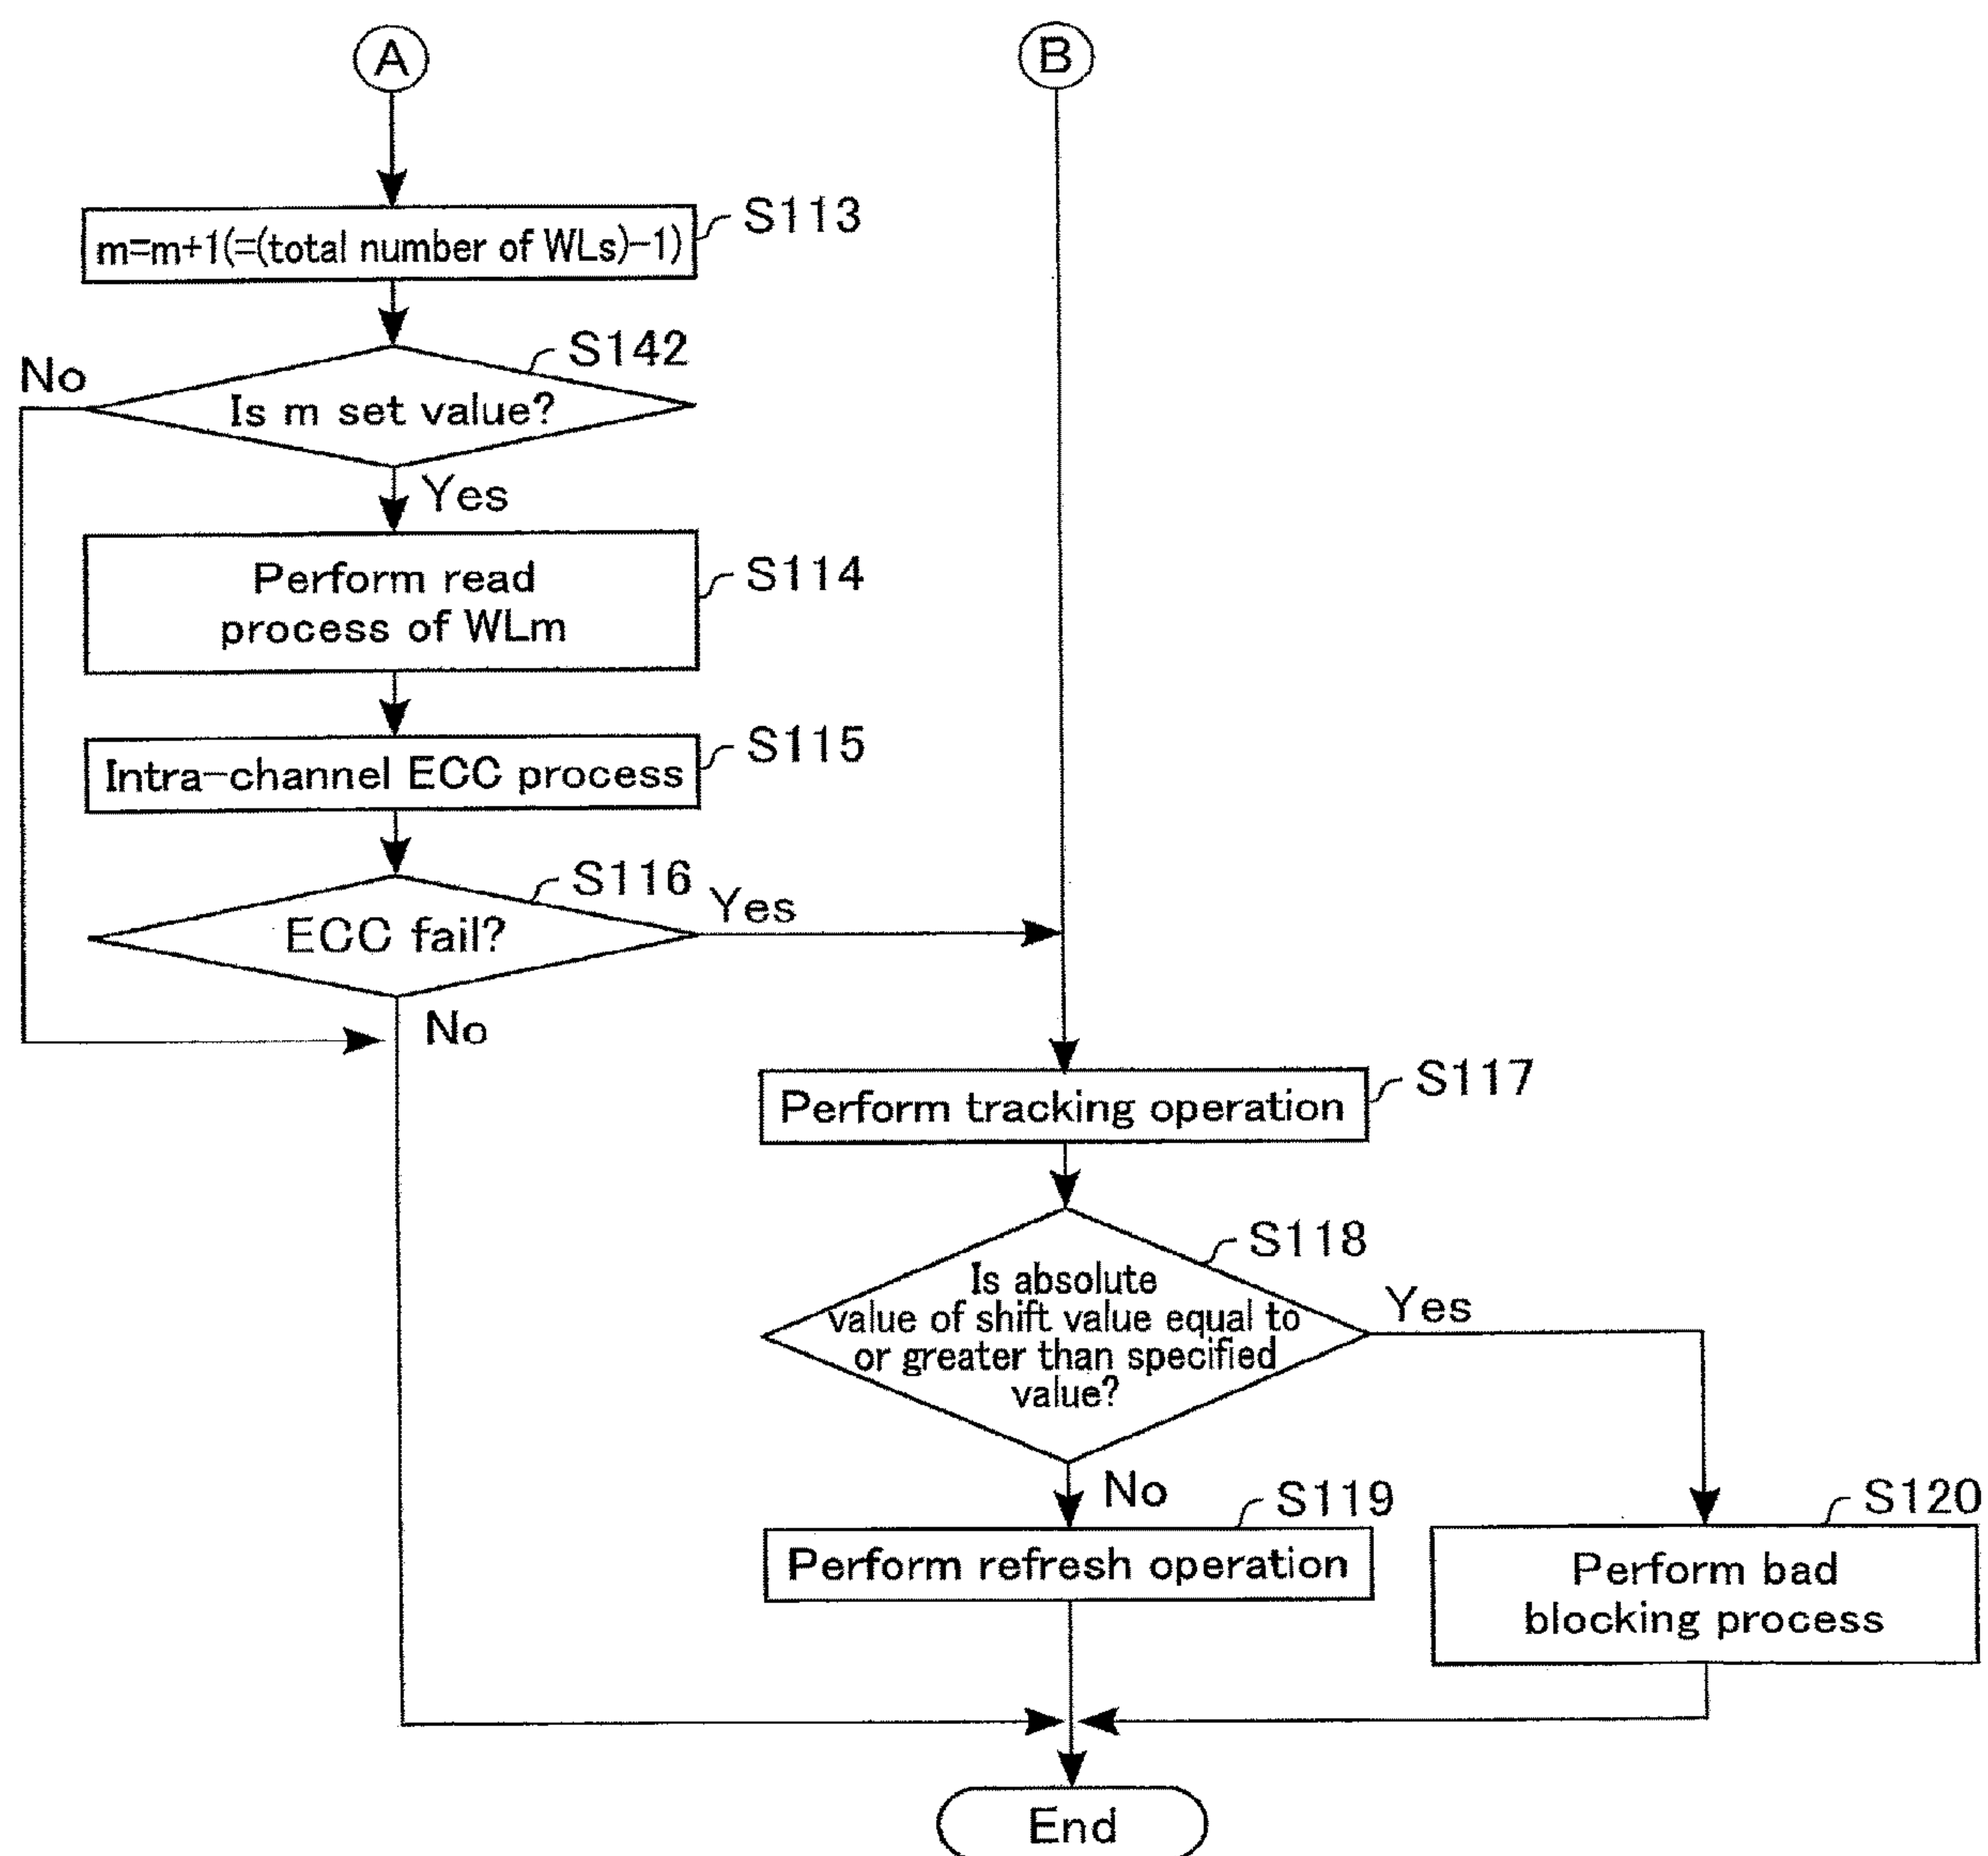 A
B
m=m+1(=(total number of WLs)-1)
S113
S142
No
Is m set value?
Yes
Perform read
process of WLm
S114
Intra-channel ECC process
S115
S116
ECC fail?
Yes
No
Perform tracking operation
S117
S118
Is absolute
value of shift value equal to
or greater than specified
value?
Yes
No
S119
Perform refresh operation
S120
Perform bad
blocking process
End